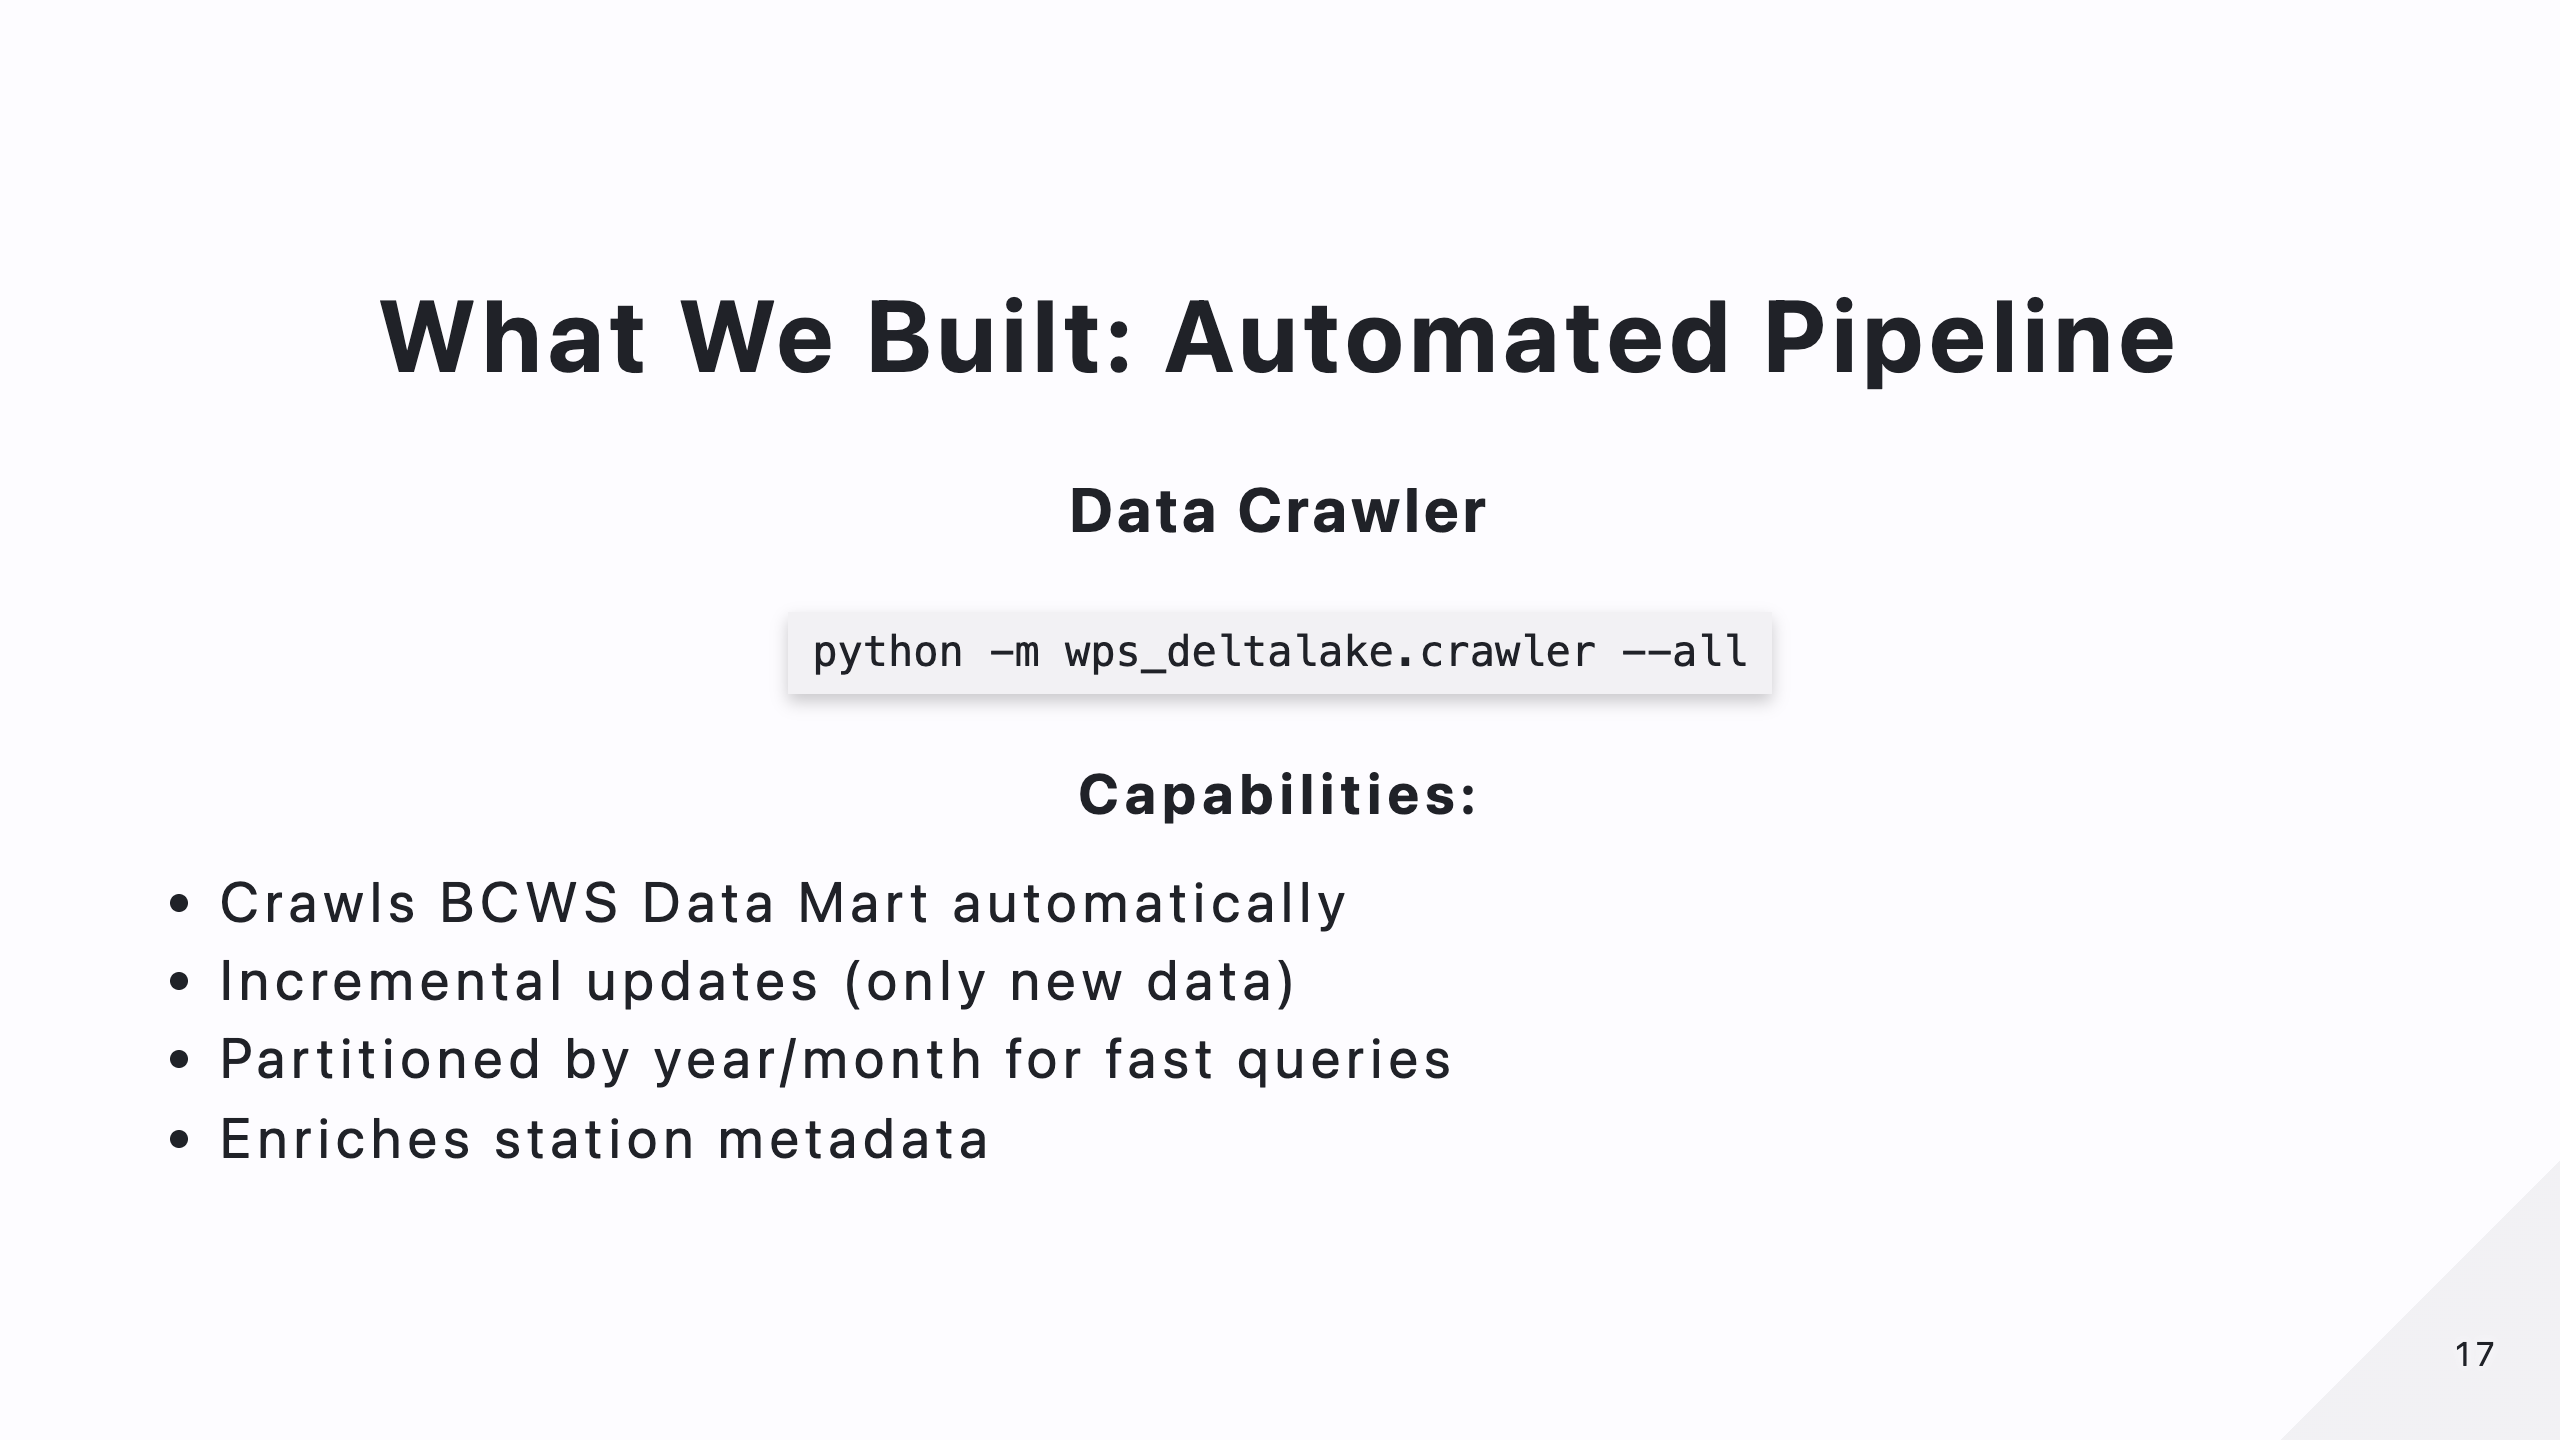 What We Built: Automated Pipeline
Data Crawler
python -m wps_deltalake.crawler --all
Capabilities:
• Crawls BCWS Data Mart automatically
• Incremental updates (only new data)
• Partitioned by year/month for fast queries
• Enriches station metadata
17